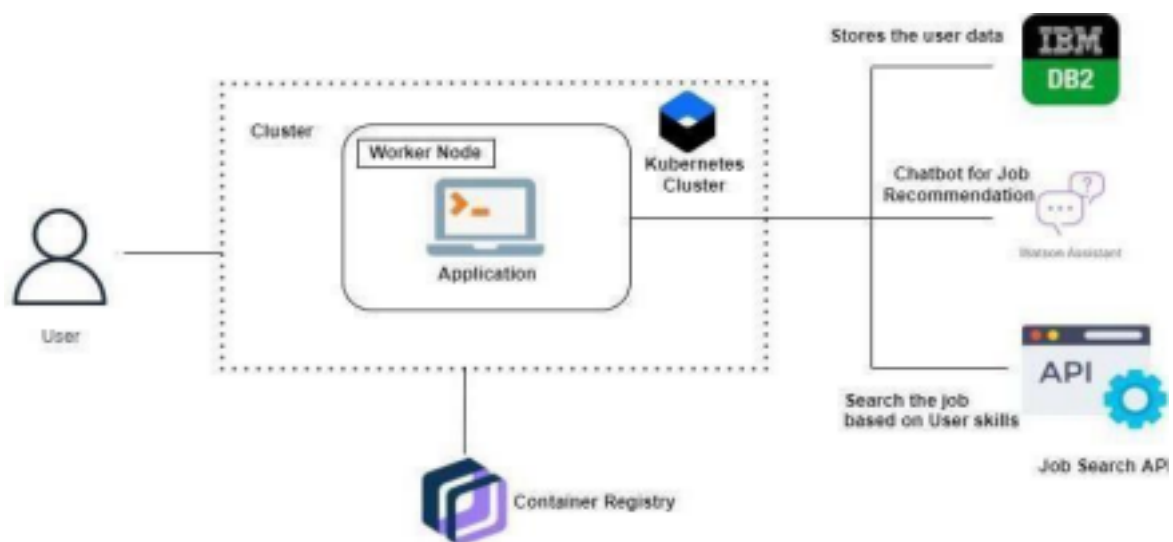 Stores the user data
IBM
DB2
Cluster
Worker Node
Kubernetes
Cluster
Application
Chatbot for Job
Recommendation
?
Watson Assistant
User
API
Search the job
based on User skills
Job Search API
Container Registry